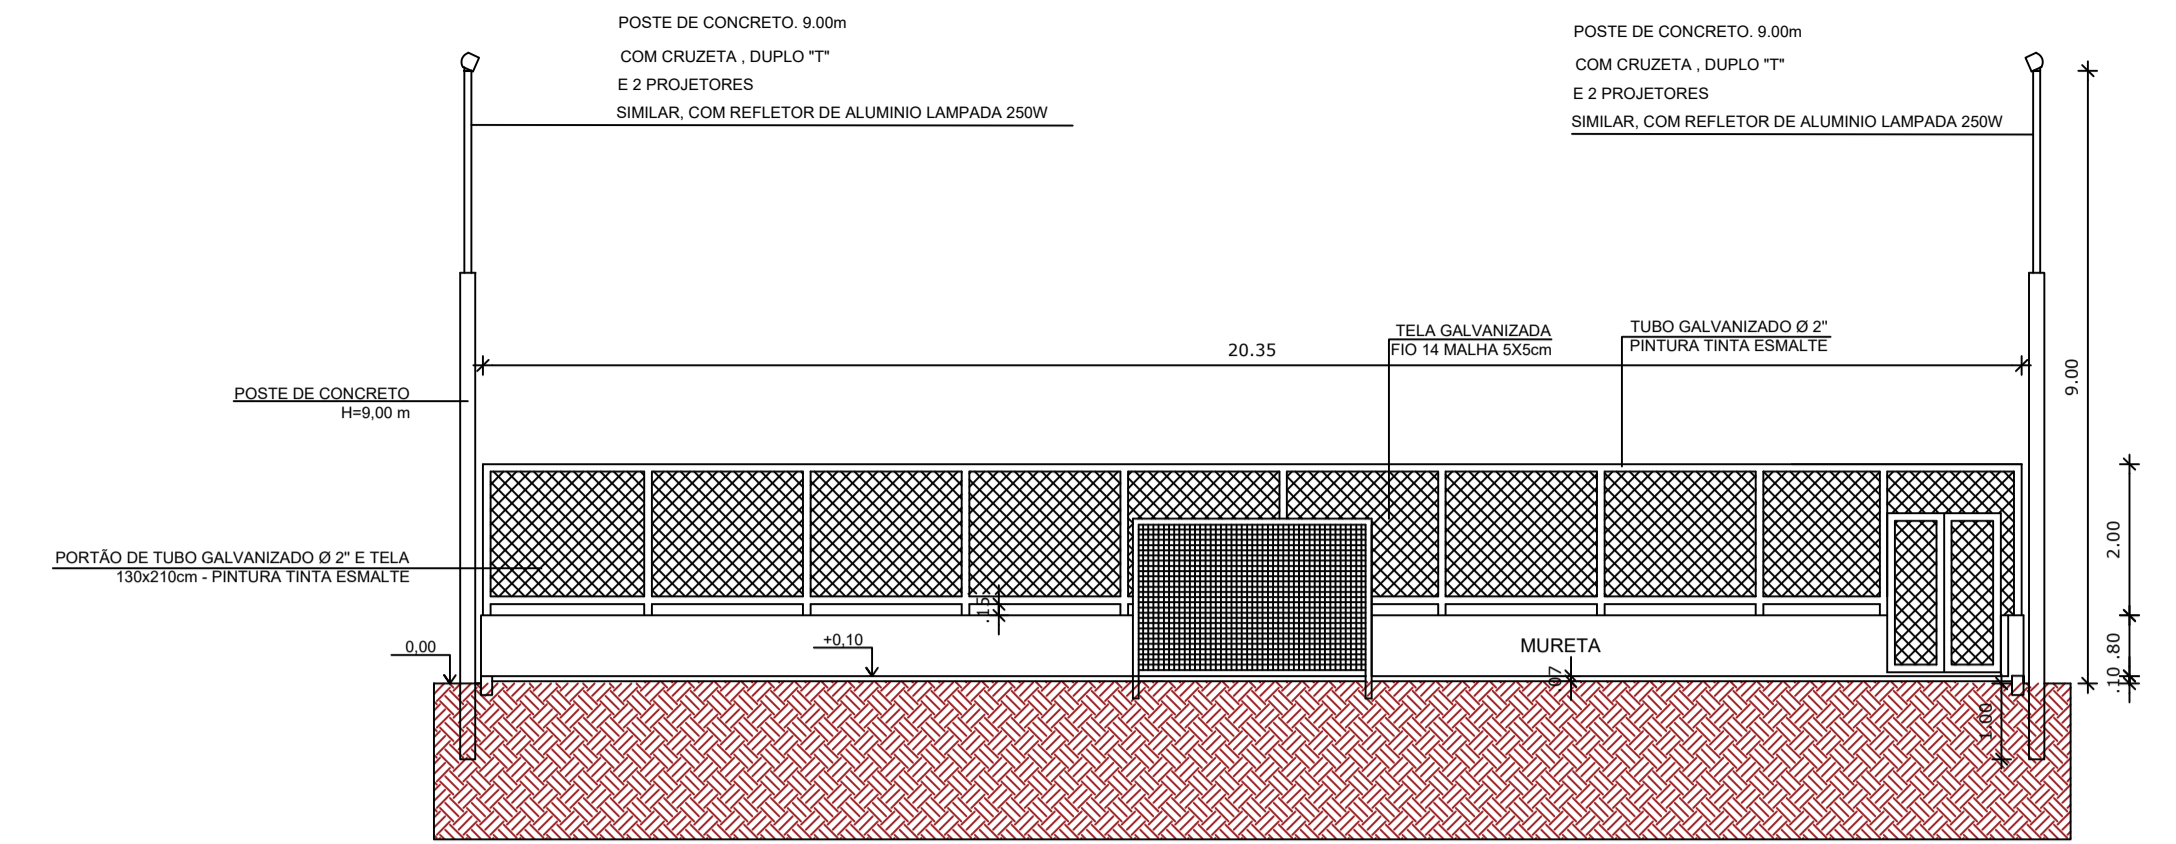 POSTE DE CONCRETO. 9.00m
COM CRUZETA , DUPLO "T"
E 2 PROJETORES
SIMILAR, COM REFLETOR DE ALUMINIO LAMPADA 250W
POSTE DE CONCRETO. 9.00m
COM CRUZETA , DUPLO "T"
E 2 PROJETORES
SIMILAR, COM REFLETOR DE ALUMINIO LAMPADA 250W
20.35
TELA GALVANIZADA
FIO 14 MALHA 5X5cm
TUBO GALVANIZADO Ø 2"
PINTURA TINTA ESMALTE
9.00
POSTE DE CONCRETO
H=9,00 m
2.00
PORTÃO DE TUBO GALVANIZADO Ø 2" E TELA
130x210cm - PINTURA TINTA ESMALTE
.15
0,00
+0,10
MURETA
.07
.80
.10
1.00